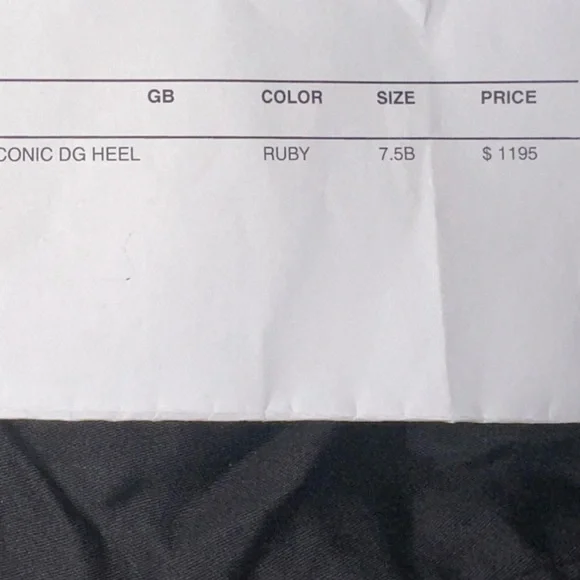 GB COLOR SIZE PRICE
CONIC DG HEEL RUBY 7.5B $ 1195